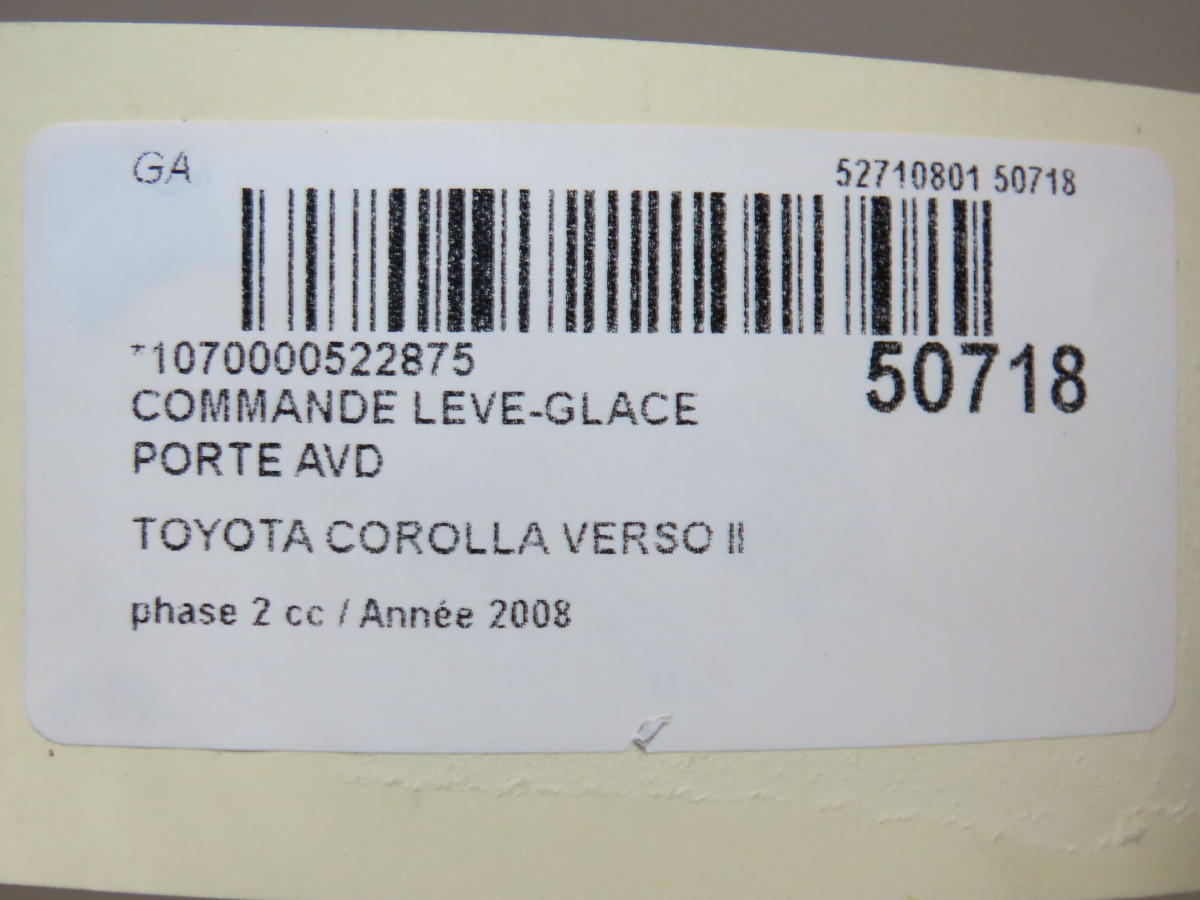 GA
52710801 50718
*1070000522875
50718
COMMANDE LEVE-GLACE
PORTE AVD
TOYOTA COROLLA VERSO II
phase 2 cc / Année 2008